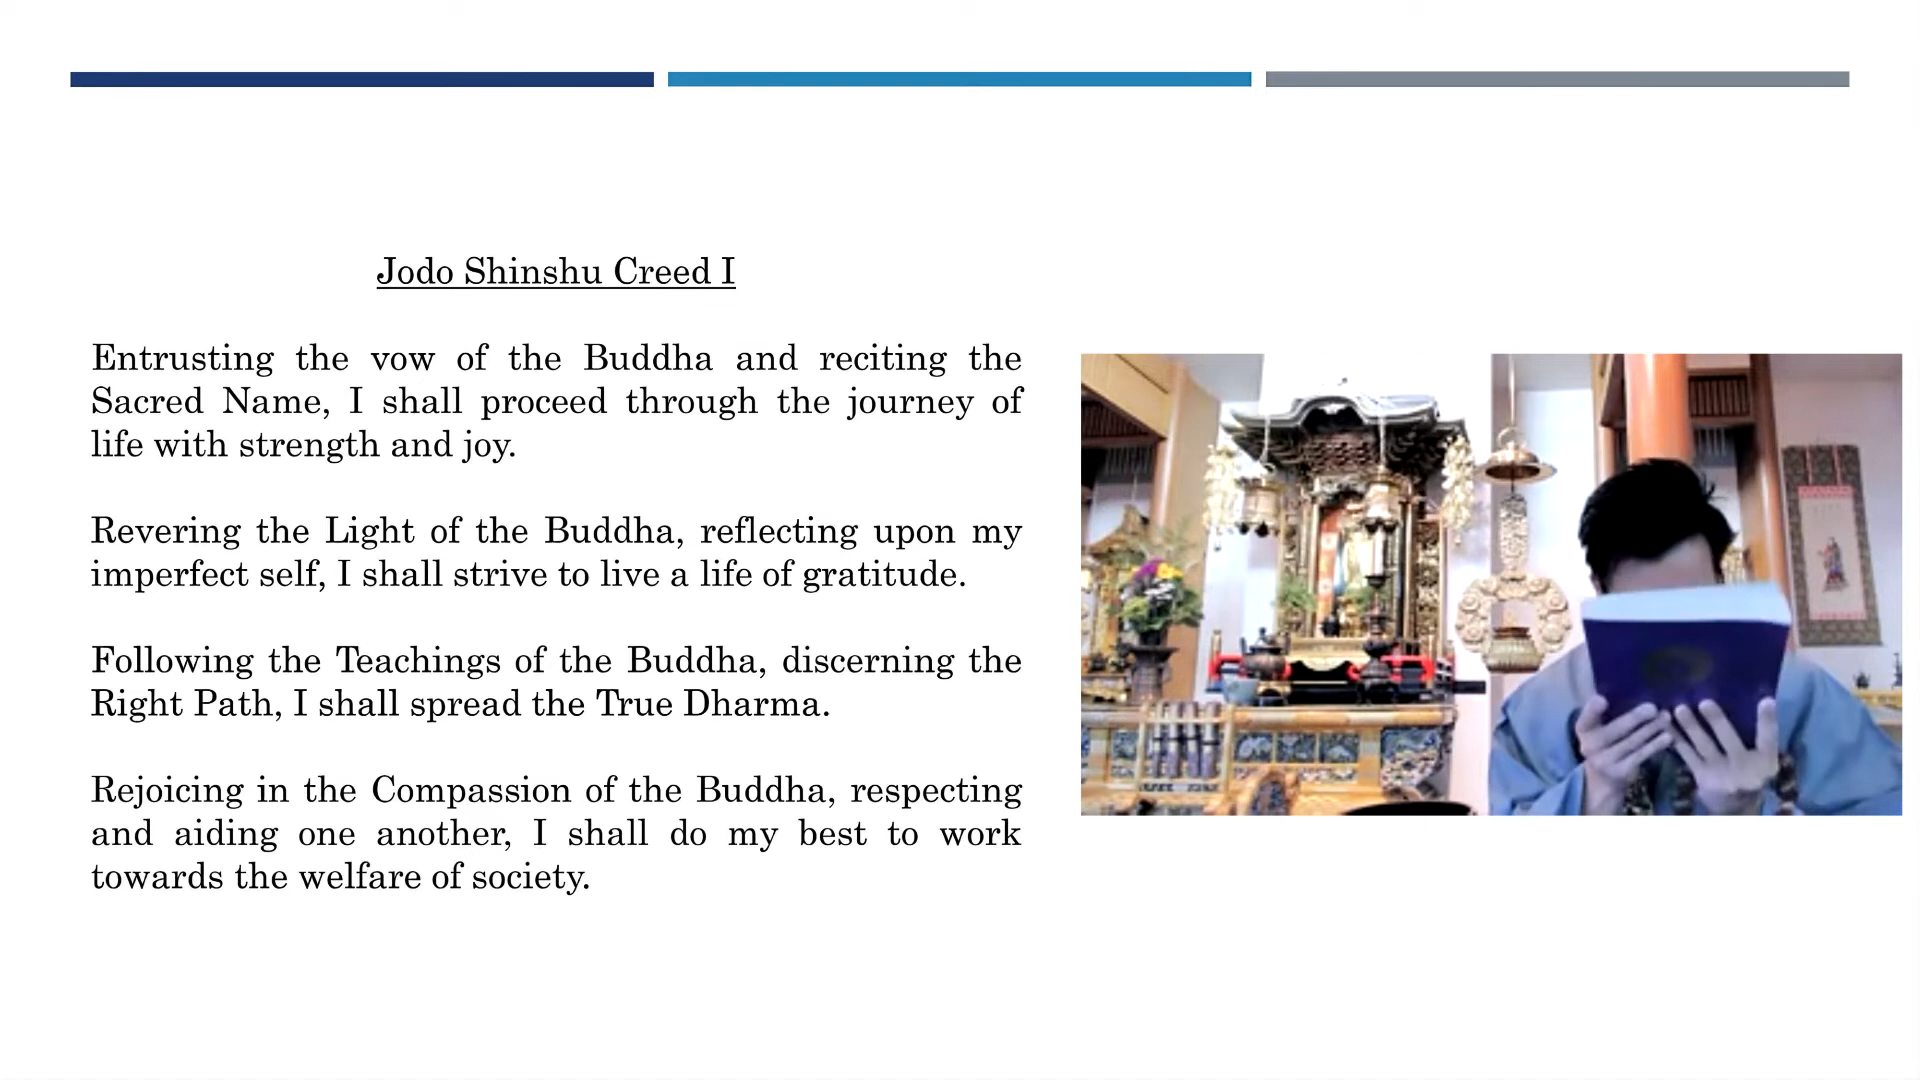 Jodo Shinshu Creed I
Entrusting the vow of the Buddha and reciting the
Sacred Name, I shall proceed through the journey of
life with strength and joy.
Revering the Light of the Buddha, reflecting upon my
imperfect self, I shall strive to live a life of gratitude.
Following the Teachings of the Buddha, discerning the
Right Path, I shall spread the True Dharma.
Rejoicing in the Compassion of the Buddha, respecting
and aiding one another, I shall do my best to work
towards the welfare of society.